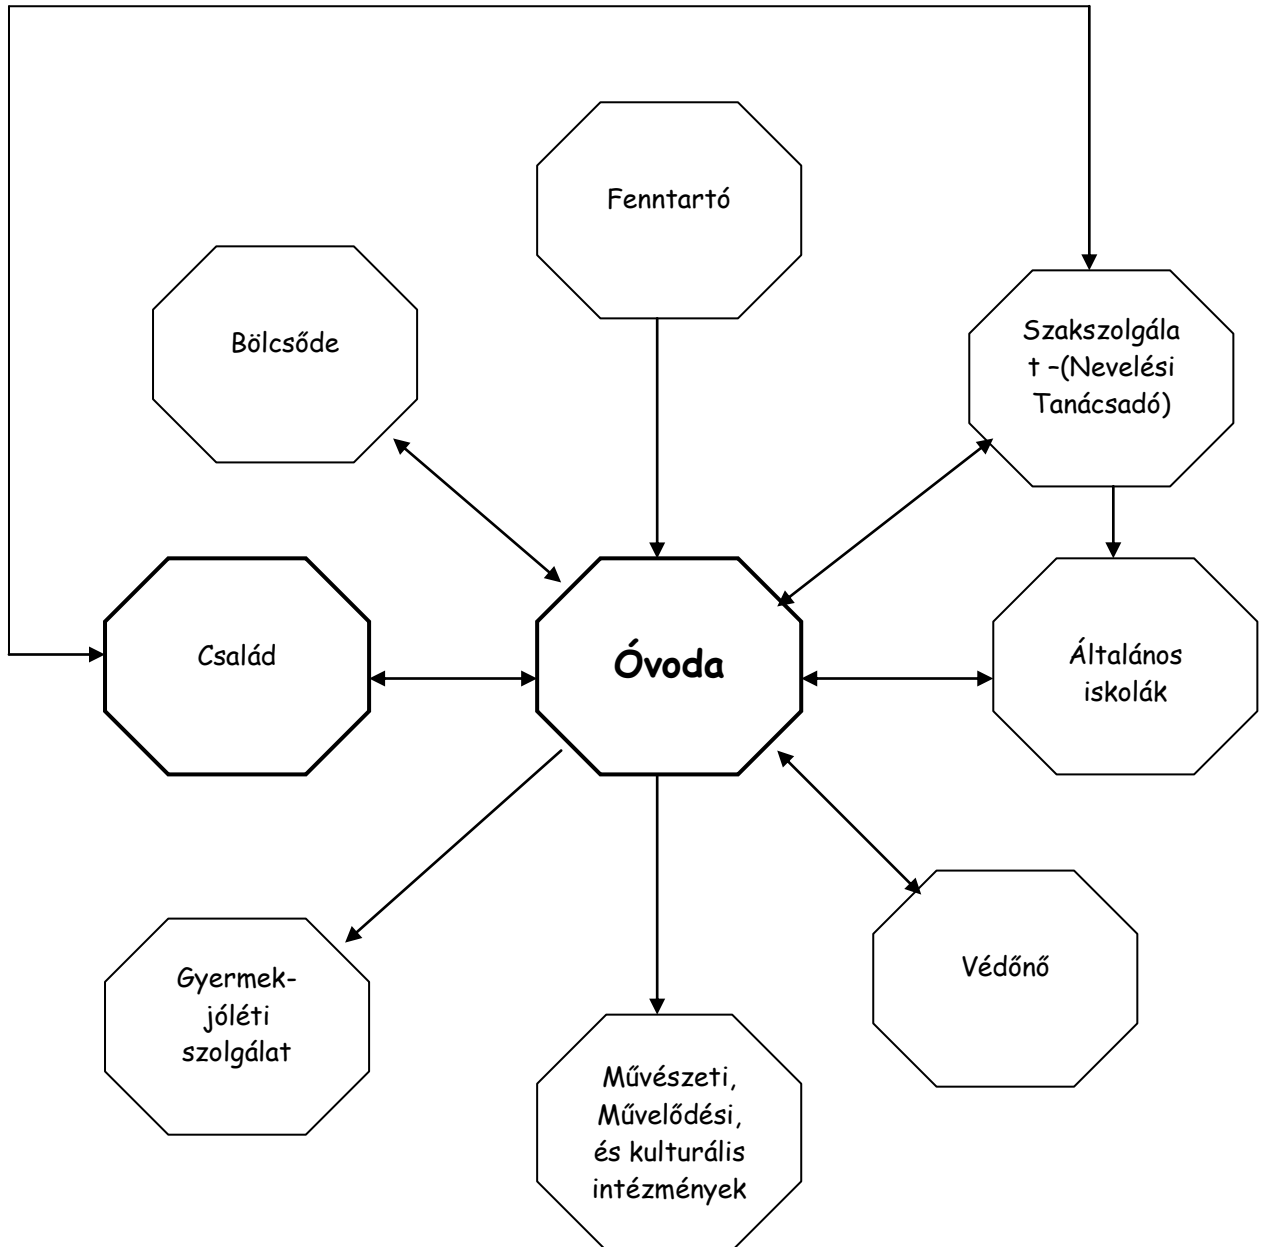 Fenntartó
Bölcsőde
Szakszolgála
t –(Nevelési
Tanácsadó)
Család
Óvoda
Általános
iskolák
Gyermek-
jóléti
szolgálat
Védőnő
Művészeti,
Művelődési,
és kulturális
intézmények